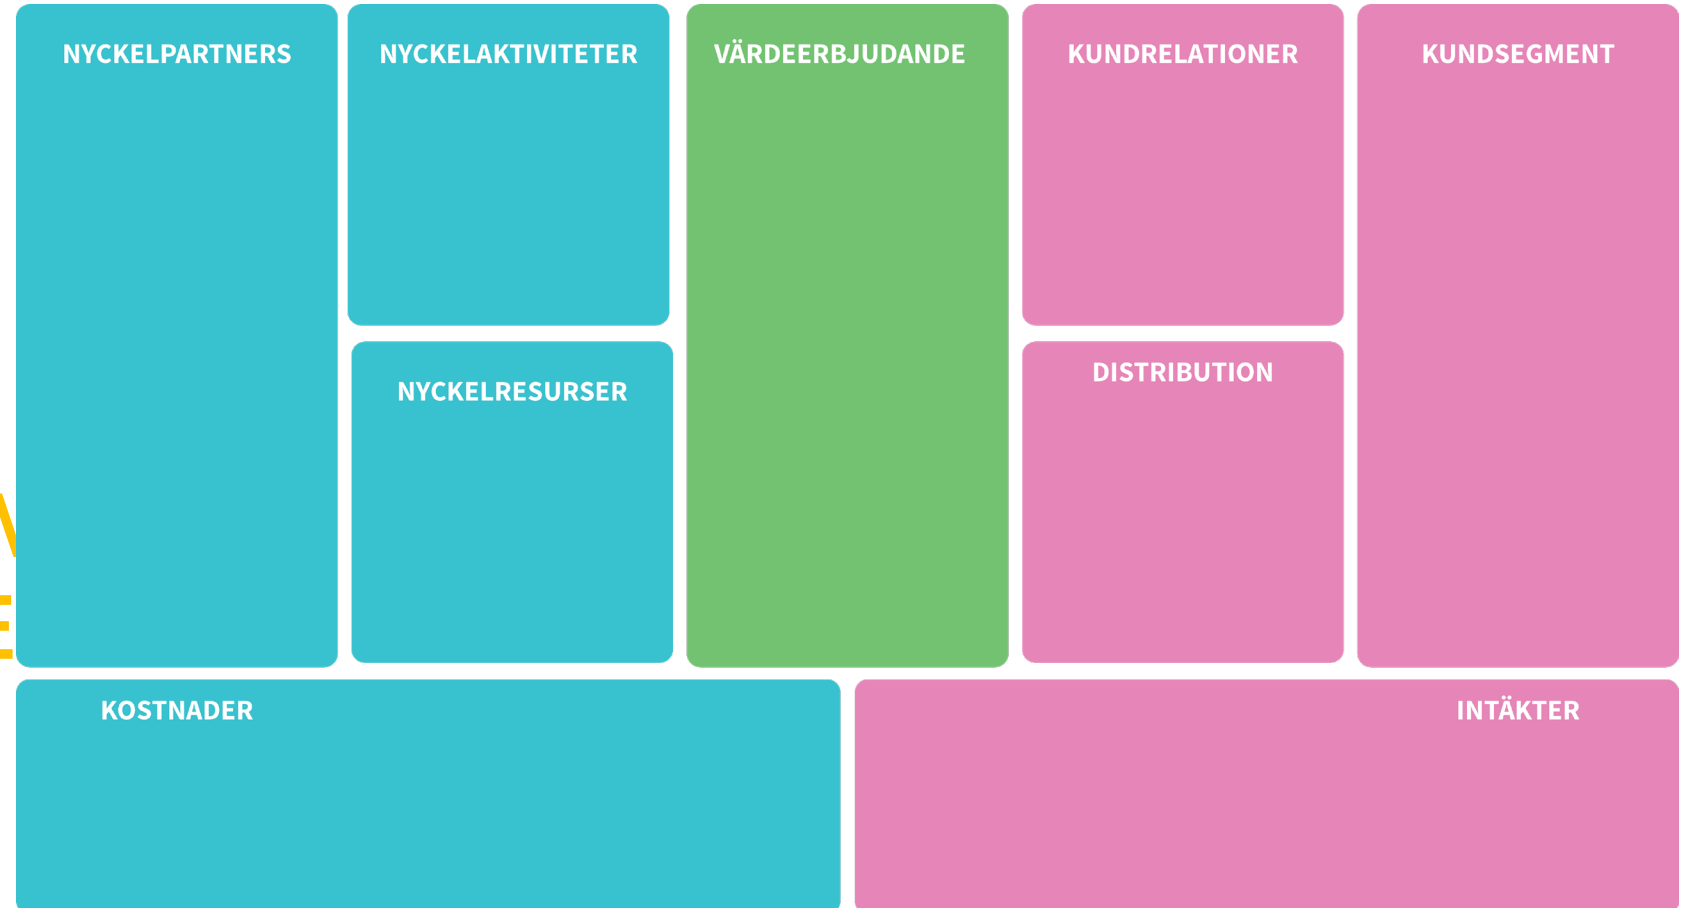 NYCKELPARTNERS
NYCKELAKTIVITETER
VÄRDEERBJUDANDE
KUNDRELATIONER
KUNDSEGMENT
NYCKELRESURSER
DISTRIBUTION
KOSTNADER
INTÄKTER